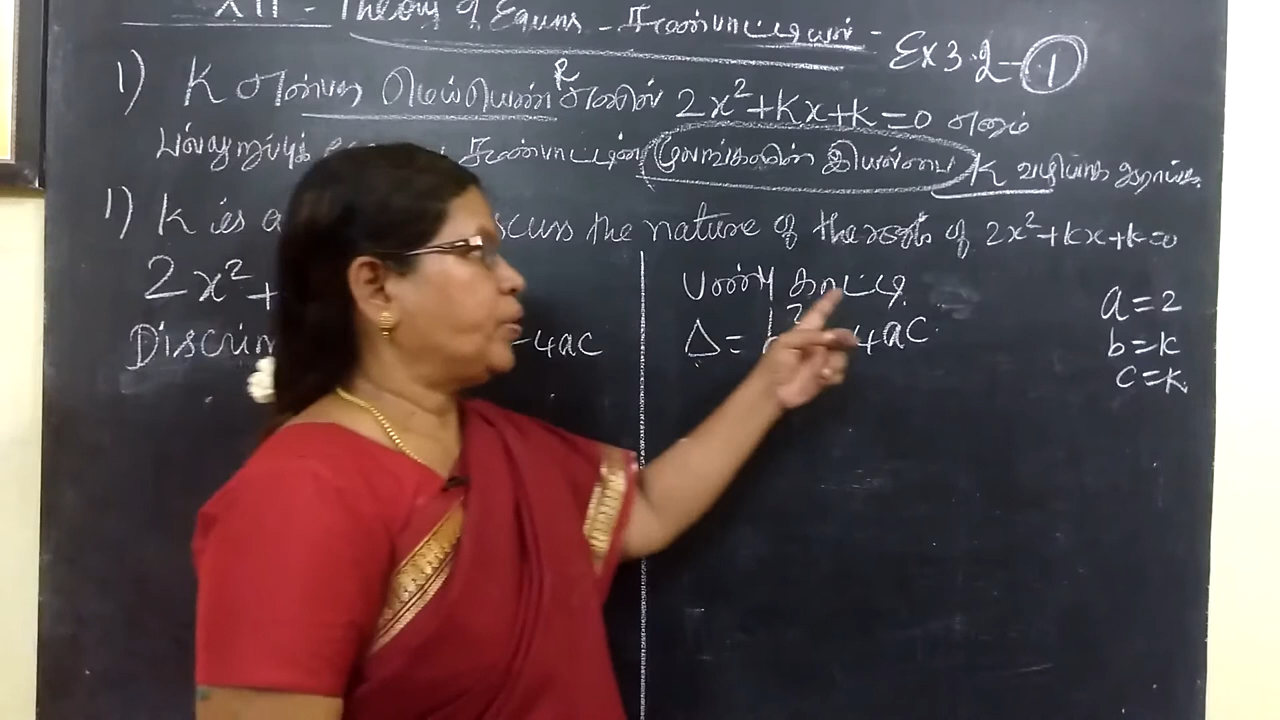 XII - Theory of Equns - சமன்பாட்டியல் - Ex 3.2 - 1
1) K என்பது மெய்யெண் R எனில் 2x²+Kx+k=0 எனும்
பல்லுறுப்புக் சமன்பாட்டின் மூலங்களின் இயல்பை K வழியாக ஆராய்க.
1) K is a discuss the nature of the roots of 2x²+kx+k=0
2x²+
Discrim -4ac
பண்பு காட்டி
Δ= b² -4ac
a=2
b=k
c=k.